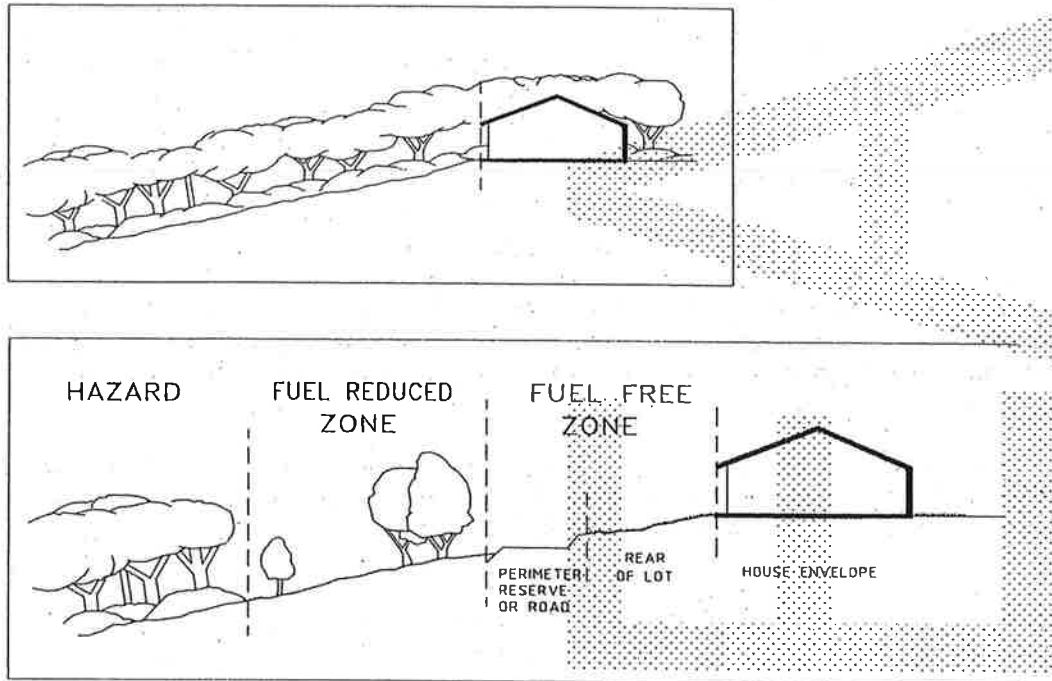 HAZARD
FUEL REDUCED
ZONE
FUEL FREE
ZONE
PERIMETER
RESERVE
OR ROAD
REAR
OF LOT
HOUSE ENVELOPE